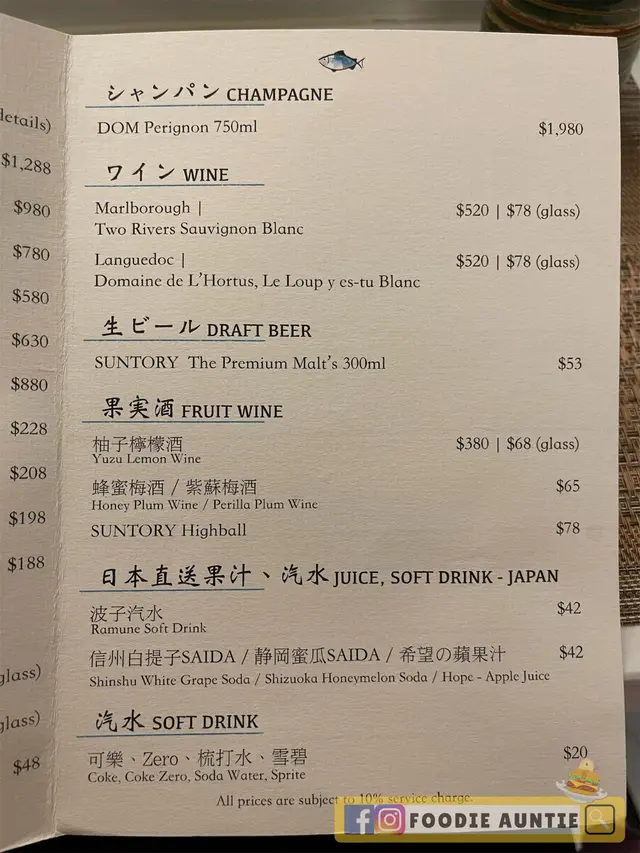 details)
$1,288
$980
$780
$580
$630
$880
$228
$208
$198
$188
glass)
glass)
$48
シャンパン CHAMPAGNE
DOM Perignon 750ml $1,980
ワイン WINE
Marlborough | $520 | $78 (glass)
Two Rivers Sauvignon Blanc
Languedoc | $520 | $78 (glass)
Domaine de L'Hortus, Le Loup y es-tu Blanc
生ビール DRAFT BEER
SUNTORY The Premium Malt's 300ml $53
果実酒 FRUIT WINE
柚子檸檬酒 $380 | $68 (glass)
Yuzu Lemon Wine
蜂蜜梅酒 / 紫蘇梅酒 $65
Honey Plum Wine / Perilla Plum Wine
SUNTORY Highball $78
日本直送果汁、汽水 JUICE, SOFT DRINK - JAPAN
波子汽水 $42
Ramune Soft Drink
信州白提子SAIDA / 静岡蜜瓜SAIDA / 希望の蘋果汁 $42
Shinshu White Grape Soda / Shizuoka Honeymelon Soda / Hope - Apple Juice
汽水 SOFT DRINK
可樂、Zero、梳打水、雪碧 $20
Coke, Coke Zero, Soda Water, Sprite
All prices are subject to 10% service charge.
FOODIE AUNTIE